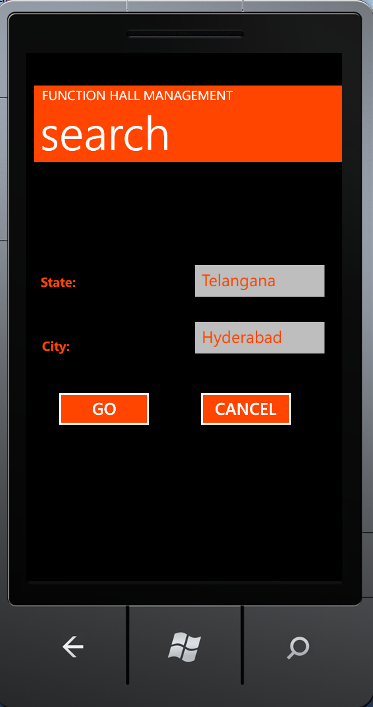 FUNCTION HALL MANAGEMENT
search
State: Telangana
City: Hyderabad
GO CANCEL